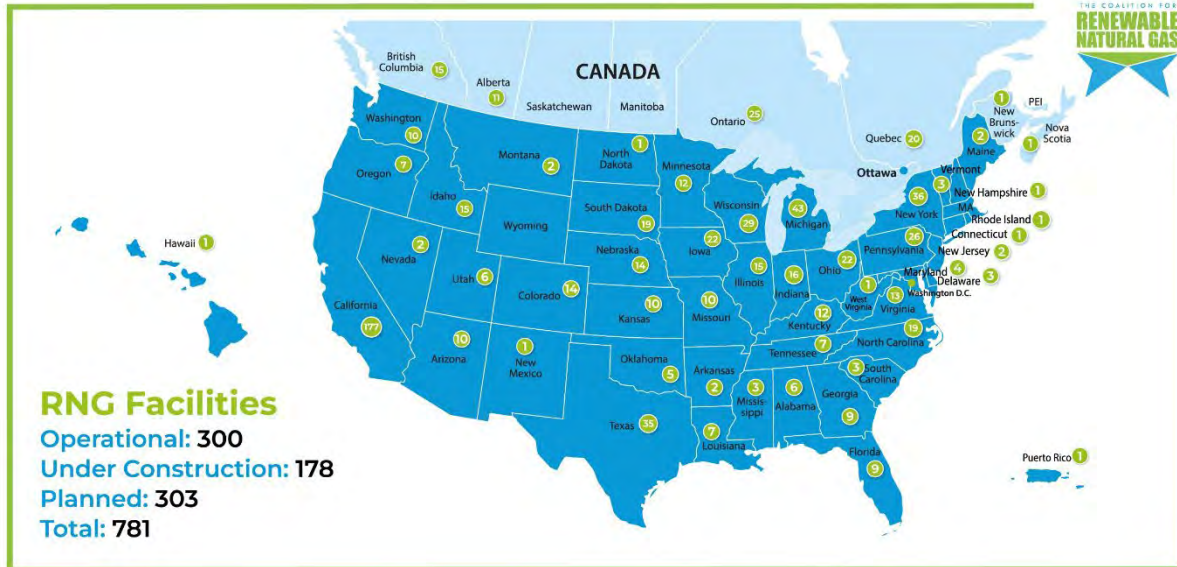 THE COALITION FOR
RENEWABLE
NATURAL GAS
CANADA
British
Columbia
15
Alberta
11
Saskatchewan
Manitoba
Ontario
25
Quebec
20
Ottawa
1
New
Bruns-
wick
PEI
Nova
Scotia
1
Washington
10
Oregon
7
Idaho
15
Montana
2
North
Dakota
1
Minnesota
12
South Dakota
19
Wyoming
Nebraska
14
Wisconsin
29
Michigan
43
Iowa
22
Illinois
15
Indiana
16
Ohio
22
Maine
2
Vermont
3
New Hampshire
1
New York
36
MA
Rhode Island
1
Connecticut
1
Pennsylvania
26
New Jersey
2
Maryland
4
Delaware
3
Washington D.C.
West
Virginia
1
Virginia
13
Hawaii
1
Nevada
2
Utah
6
Colorado
14
California
177
Kansas
10
Missouri
10
Kentucky
12
Tennessee
7
North Carolina
19
South
Carolina
3
Arizona
10
New
Mexico
1
Oklahoma
5
Arkansas
2
Missis-
sippi
3
Alabama
6
Georgia
9
Texas
35
Louisiana
7
Florida
9
Puerto Rico
1
RNG Facilities
Operational: 300
Under Construction: 178
Planned: 303
Total: 781